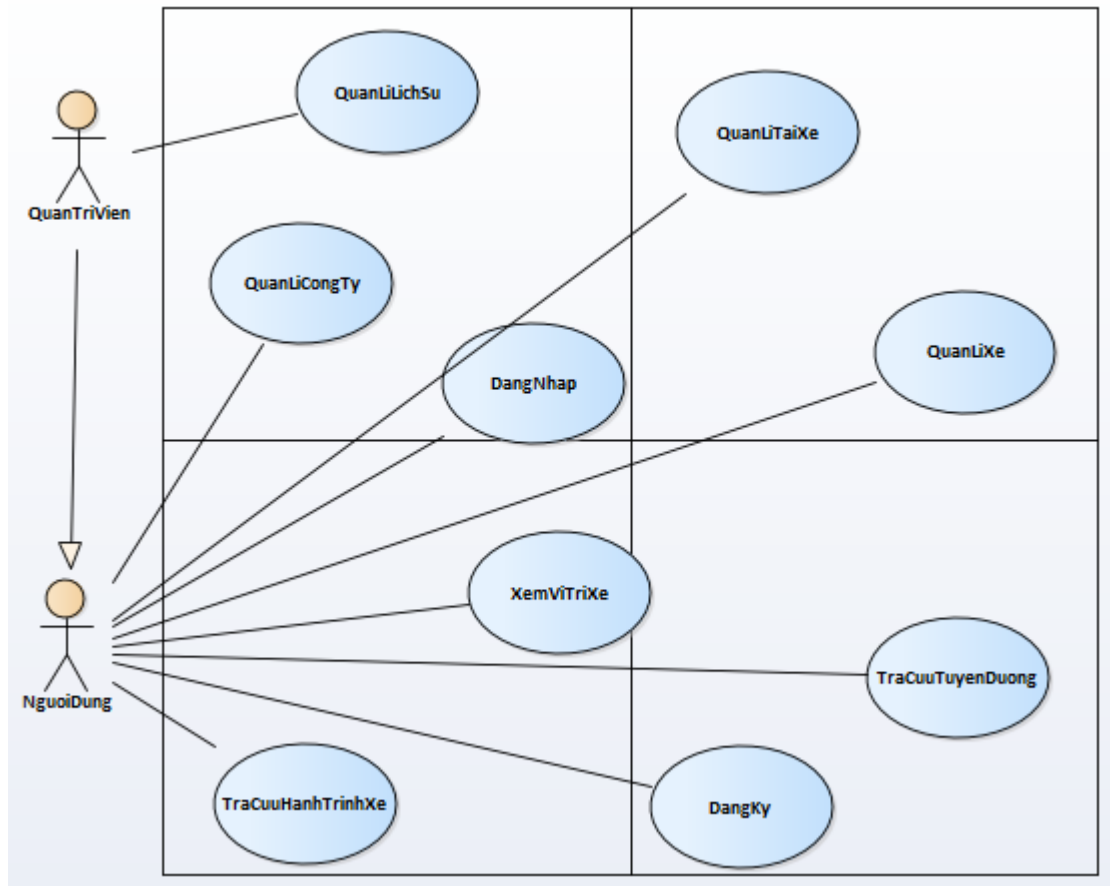 QuanLiLichSu
QuanLiTaiXe
QuanTriVien
QuanLiCongTy
QuanLiXe
DangNhap
XemViTriXe
TraCuuTuyenDuong
NguoiDung
TraCuuHanhTrinhXe
DangKy